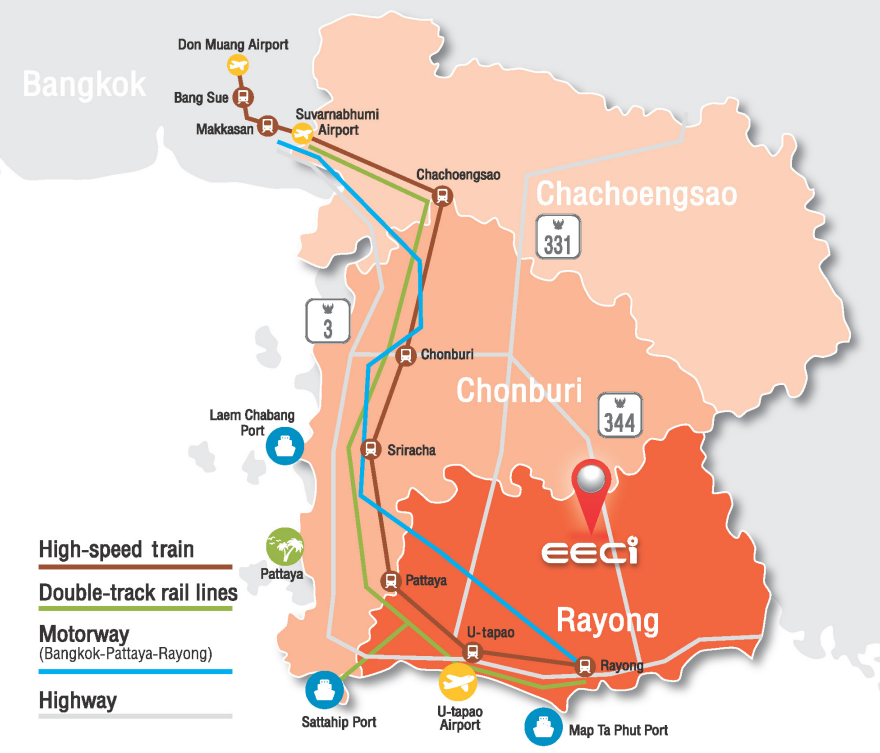 Don Muang Airport
Bangkok
Bang Sue
Makkasan
Suvarnabhumi
Airport
Chachoengsao
Chachoengsao
331
3
Chonburi
Chonburi
344
Laem Chabang
Port
Sriracha
EECi
High-speed train
Pattaya
Pattaya
Double-track rail lines
Motorway
(Bangkok-Pattaya-Rayong)
Rayong
U-tapao
Rayong
Highway
Sattahip Port
U-tapao
Airport
Map Ta Phut Port